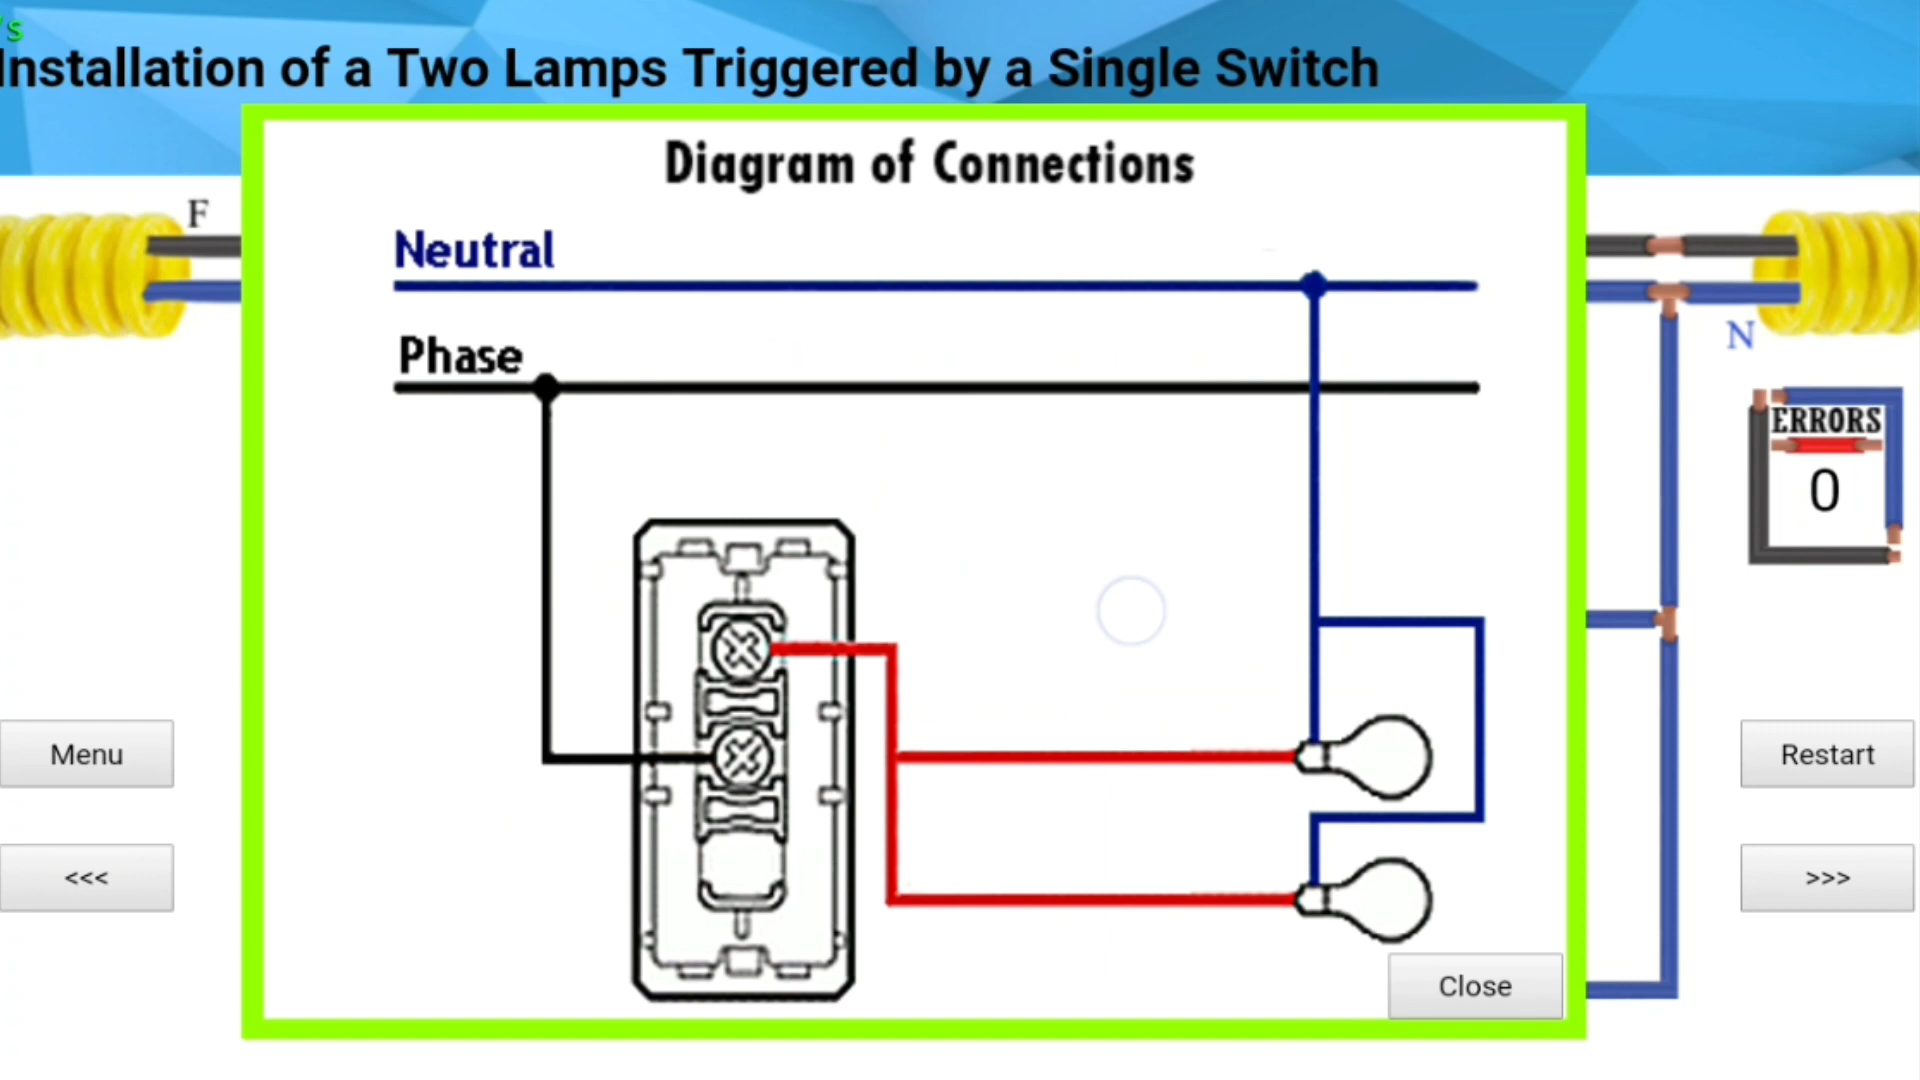 's
Installation of a Two Lamps Triggered by a Single Switch
Diagram of Connections
F
Neutral
N
Phase
ERRORS
0
Menu
Restart
<<<
>>>
Close